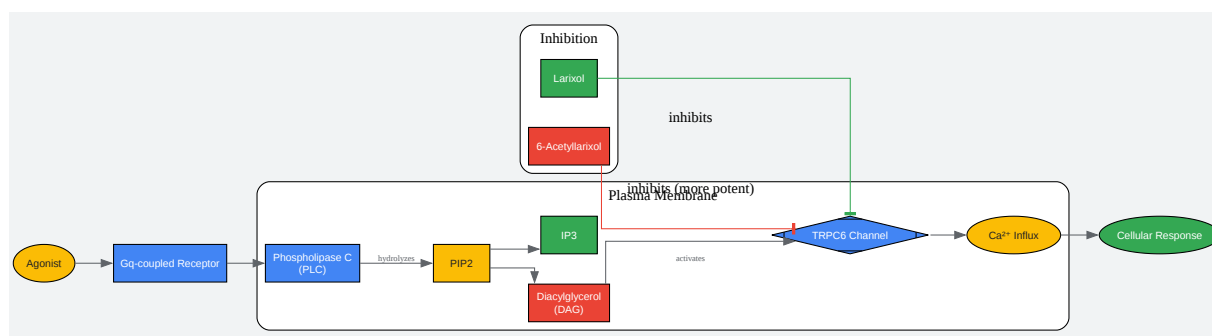 Inhibition
Larixol
inhibits
6-Acetyllarixol
inhibits (more potent)
Plasma Membrane
Agonist
Gq-coupled Receptor
Phospholipase C
(PLC)
hydrolyzes
PIP2
IP3
Diacylglycerol
(DAG)
activates
TRPC6 Channel
Ca²⁺ Influx
Cellular Response